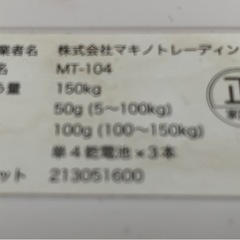 業者名 株式会社マキノトレーディン
名 MT-104
量 150kg
50g (5~100kg)
100g (100~150kg)
単4乾電池×3本
ット 213051600
正
家